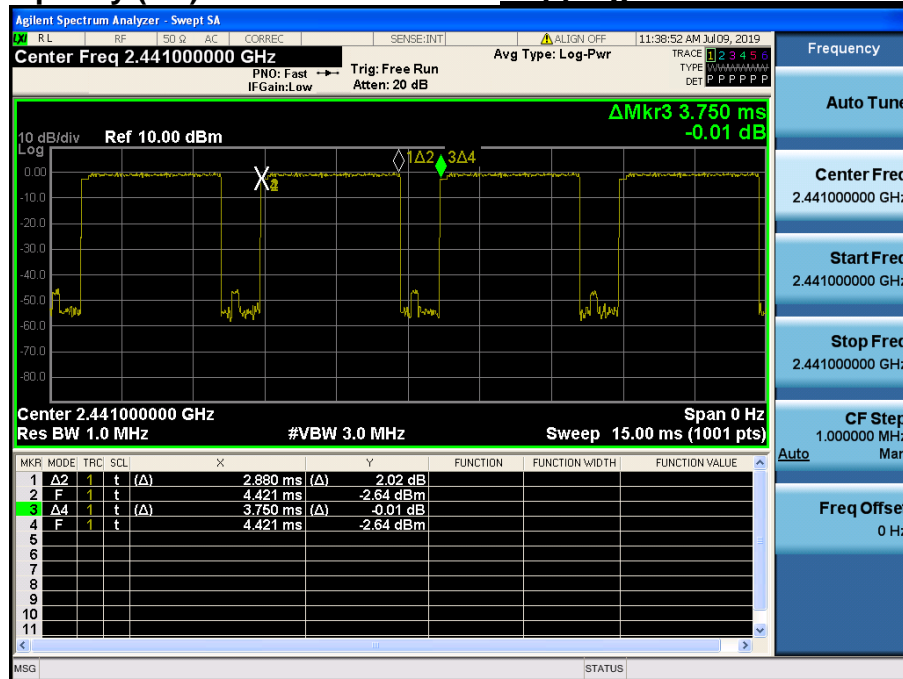 Agilent Spectrum Analyzer - Swept SA
LXI RL RF 50 Ω AC CORREC SENSE:INT ALIGN OFF 11:38:52 AM Jul 09, 2019
Center Freq 2.441000000 GHz
PNO: Fast
IFGain:Low
Trig: Free Run
Atten: 20 dB
Avg Type: Log-Pwr
TRACE 1 2 3 4 5 6
TYPE WWWWWW
DET P P P P P P
ΔMkr3 3.750 ms
-0.01 dB
10 dB/div Ref 10.00 dBm
Log
1Δ2 3Δ4
0.00
X2
-10.0
-20.0
-30.0
-40.0
-50.0
-60.0
-70.0
-80.0
Center 2.441000000 GHz Span 0 Hz
Res BW 1.0 MHz #VBW 3.0 MHz Sweep 15.00 ms (1001 pts)
MKR MODE TRC SCL X Y FUNCTION FUNCTION WIDTH FUNCTION VALUE
1 Δ2 1 t (Δ) 2.880 ms (Δ) 2.02 dB
2 F 1 t 4.421 ms -2.64 dBm
3 Δ4 1 t (Δ) 3.750 ms (Δ) -0.01 dB
4 F 1 t 4.421 ms -2.64 dBm
5
6
7
8
9
10
11
MSG STATUS
Frequency
Auto Tune
Center Freq
2.441000000 GHz
Start Freq
2.441000000 GHz
Stop Freq
2.441000000 GHz
CF Step
1.000000 MHz
Auto Man
Freq Offset
0 Hz